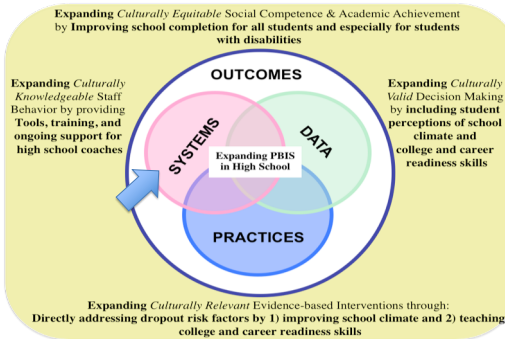 Expanding Culturally Equitable Social Competence & Academic Achievement
by Improving school completion for all students and especially for students
with disabilities
OUTCOMES
Expanding Culturally
Knowledgeable Staff
Behavior by providing
Tools, training, and
ongoing support for
high school coaches
SYSTEMS
DATA
Expanding PBIS
in High School
PRACTICES
Expanding Culturally
Valid Decision Making
by including student
perceptions of school
climate and
college and career
readiness skills
Expanding Culturally Relevant Evidence-based Interventions through:
Directly addressing dropout risk factors by 1) improving school climate and 2) teaching
college and career readiness skills